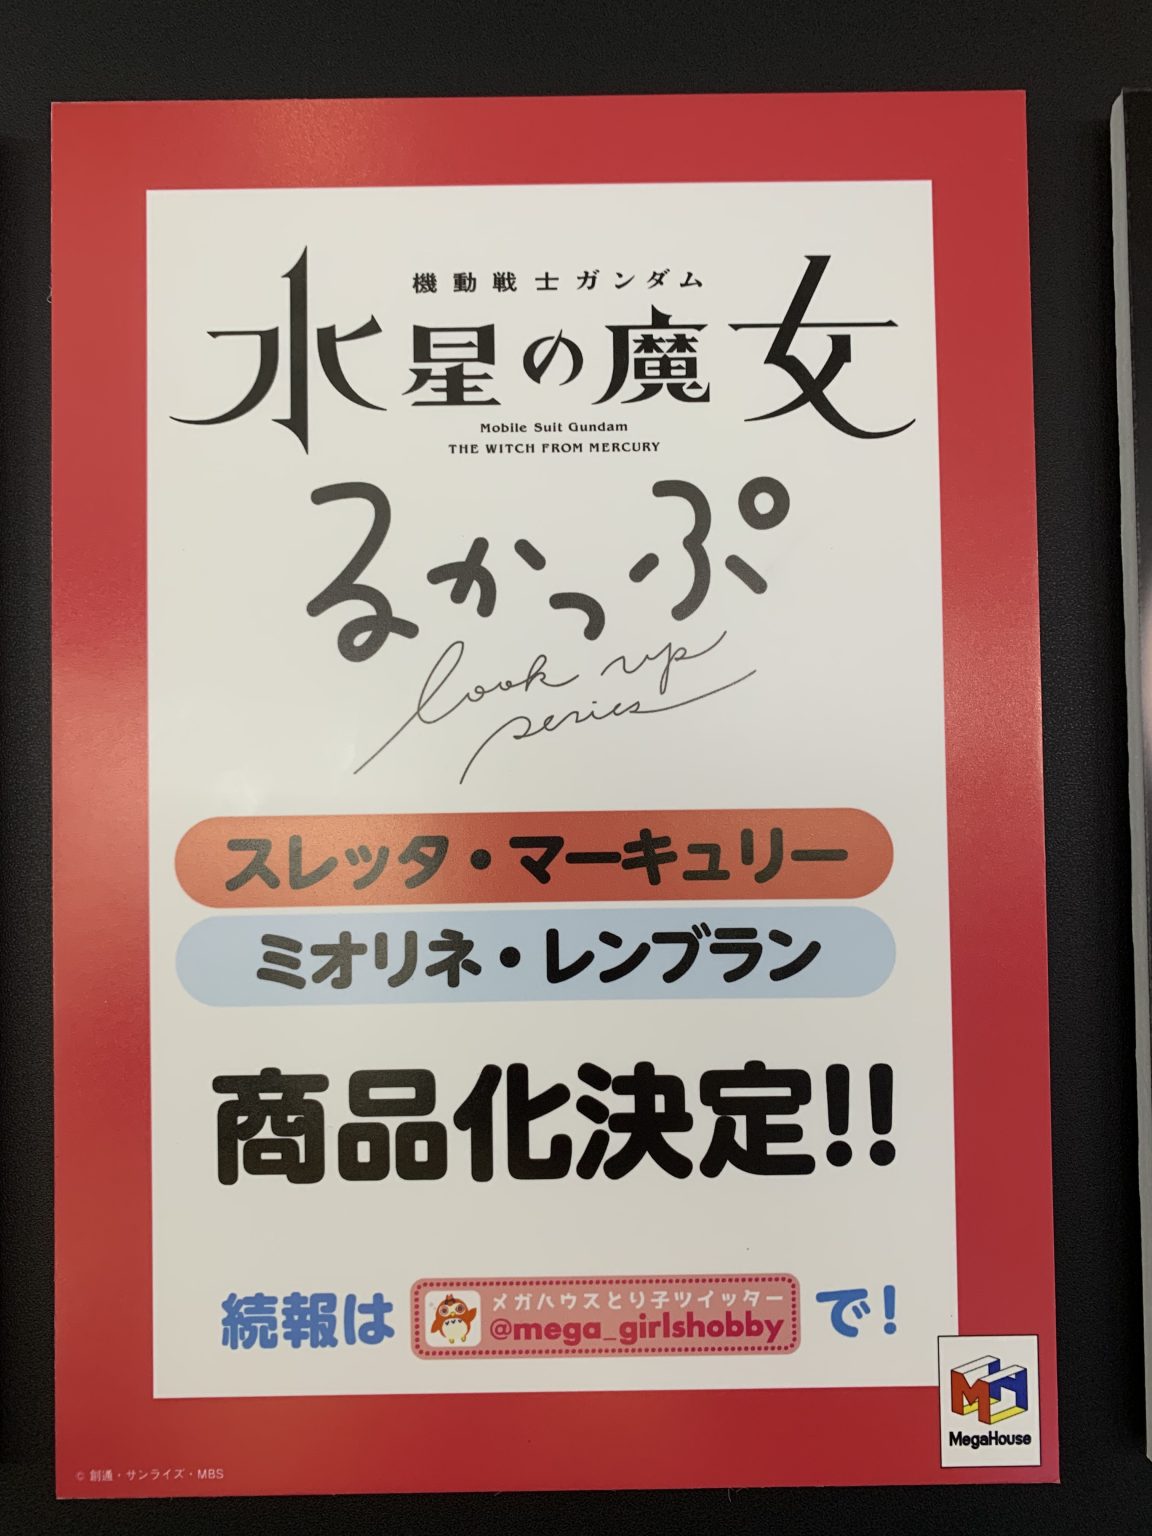 機動戦士ガンダム
水星の魔女
Mobile Suit Gundam
THE WITCH FROM MERCURY
るかっぷ
look up
series
スレッタ・マーキュリー
ミオリネ・レンブラン
商品化決定!!
続報は
メガハウスとり子ツイッター
@mega_girlshobby
で!
MH
MegaHouse
© 創通・サンライズ・MBS